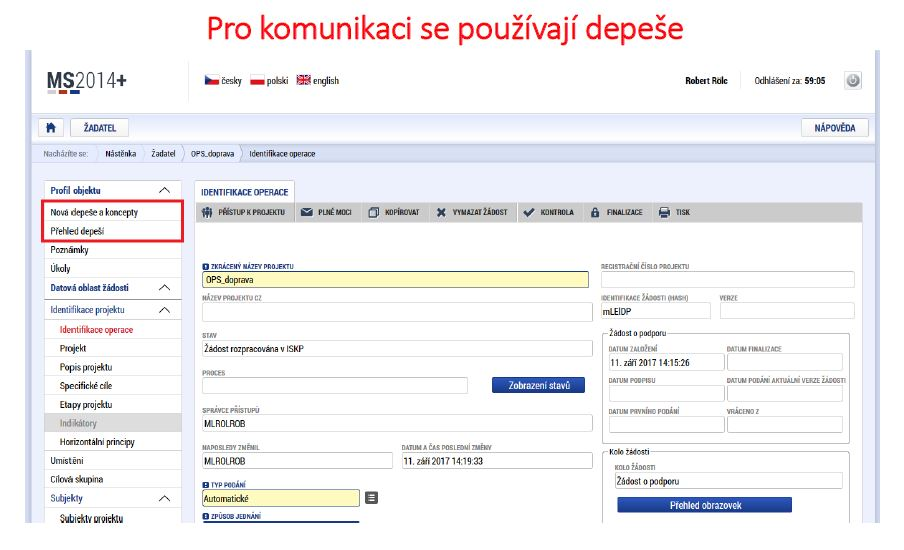 Pro komunikaci se používají depeše
MS2014+
česky polski english
Robert Rölc Odhlášení za: 59:05
ŽADATEL
NÁPOVĚDA
Nacházíte se: Nástěnka Žadatel OPS_doprava Identifikace operace
Profil objektu
Nová depeše a koncepty
Přehled depeší
Poznámky
Úkoly
Datová oblast žádosti
Identifikace projektu
Identifikace operace
Projekt
Popis projektu
Specifické cíle
Etapy projektu
Indikátory
Horizontální principy
Umístění
Cílová skupina
Subjekty
Subjekty projektu
IDENTIFIKACE OPERACE
PŘÍSTUP K PROJEKTU PLNÉ MOCI KOPÍROVAT VYMAZAT ŽÁDOST KONTROLA FINALIZACE TISK
ZKRÁCENÝ NÁZEV PROJEKTU
OPS_doprava
NÁZEV PROJEKTU CZ
STAV
Žádost rozpracována v ISKP
PROCES
Zobrazení stavů
SPRÁVCE PŘÍSTUPŮ
MLROLROB
NAPOSLEDY ZMĚNIL DATUM A ČAS POSLEDNÍ ZMĚNY
MLROLROB 11. září 2017 14:19:33
TYP PODÁNÍ
Automatické
ZPŮSOB JEDNÁNÍ
REGISTRAČNÍ ČÍSLO PROJEKTU
IDENTIFIKACE ŽÁDOSTI (HASH) VERZE
Žádost o podporu
DATUM ZALOŽENÍ DATUM FINALIZACE
11. září 2017 14:15:26
DATUM PODPISU DATUM PODÁNÍ AKTUÁLNÍ VERZE ŽÁDOSTI
DATUM PRVNÍHO PODÁNÍ VRÁCENO Z
Kolo žádosti
KOLO ŽÁDOSTI
Žádost o podporu
Přehled obrazovek